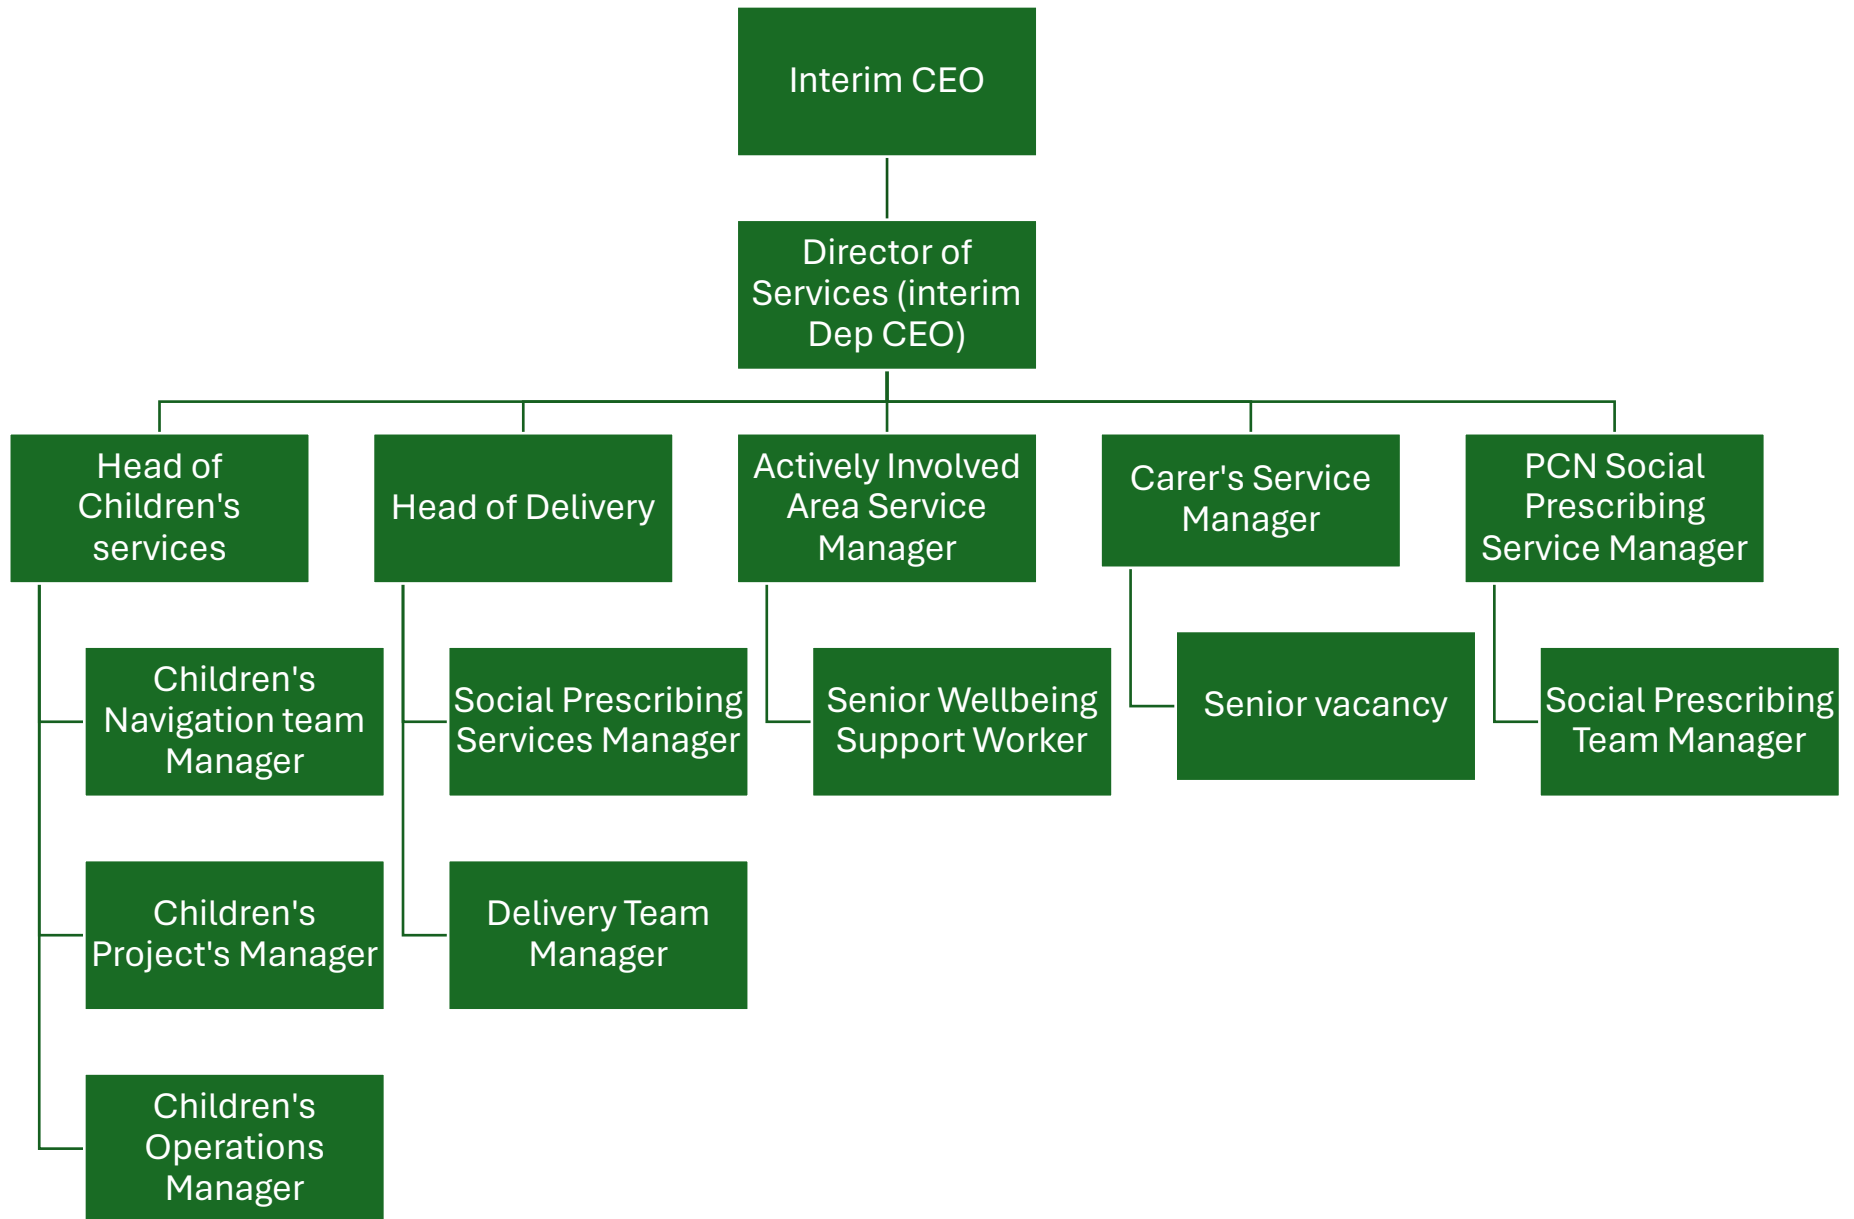 Interim CEO
Director of
Services (interim
Dep CEO)
Head of
Children's
services
Head of Delivery
Actively Involved
Area Service
Manager
Carer's Service
Manager
PCN Social
Prescribing
Service Manager
Children's
Navigation team
Manager
Social Prescribing
Services Manager
Senior Wellbeing
Support Worker
Senior vacancy
Social Prescribing
Team Manager
Children's
Project's Manager
Delivery Team
Manager
Children's
Operations
Manager